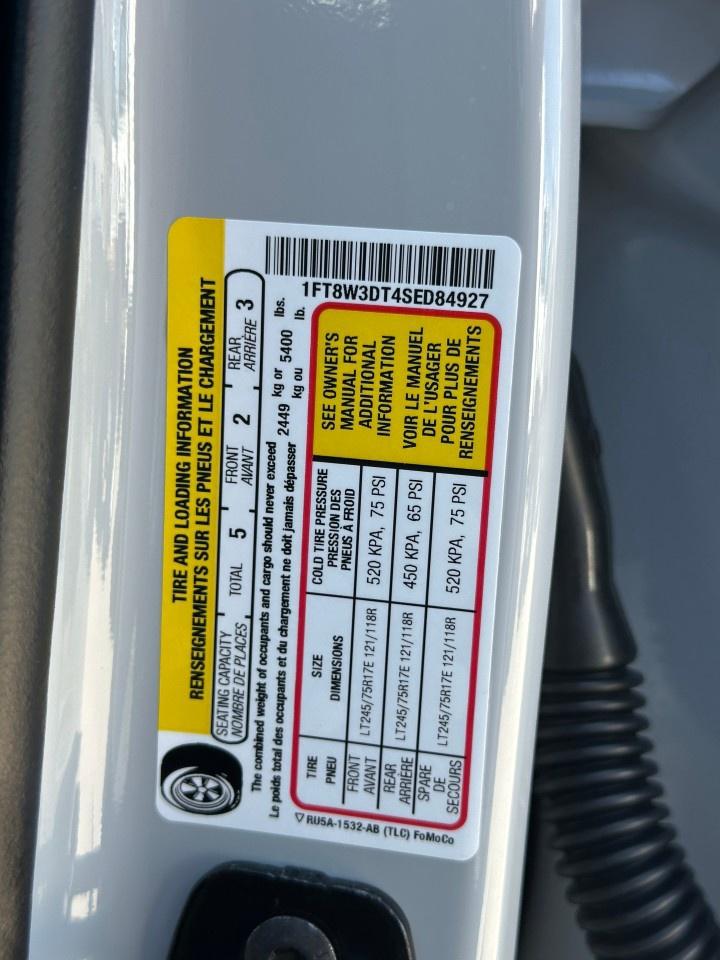 TIRE AND LOADING INFORMATION
RENSEIGNEMENTS SUR LES PNEUS ET LE CHARGEMENT
SEATING CAPACITY TOTAL 5 FRONT 2 REAR 3
NOMBRE DE PLACES AVANT ARRIÈRE
The combined weight of occupants and cargo should never exceed 2449 kg or 5400 lbs.
Le poids total des occupants et du chargement ne doit jamais dépasser kg ou lb.
1FT8W3DT4SED84927
TIRE SIZE COLD TIRE PRESSURE
PNEU DIMENSIONS PRESSION DES
PNEUS À FROID
FRONT LT245/75R17E 121/118R 520 KPA, 75 PSI
AVANT
REAR LT245/75R17E 121/118R 450 KPA, 65 PSI
ARRIÈRE
SPARE LT245/75R17E 121/118R 520 KPA, 75 PSI
DE
SECOURS
SEE OWNER'S
MANUAL FOR
ADDITIONAL
INFORMATION
VOIR LE MANUEL
DE L'USAGER
POUR PLUS DE
RENSEIGNEMENTS
▽ RU5A-1532-AB (TLC) FoMoCo